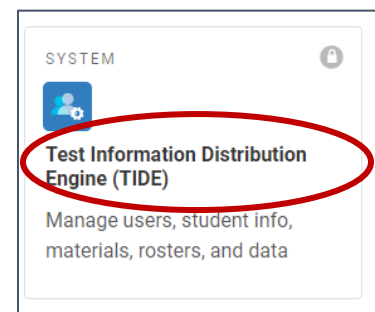 SYSTEM
Test Information Distribution
Engine (TIDE)
Manage users, student info,
materials, rosters, and data